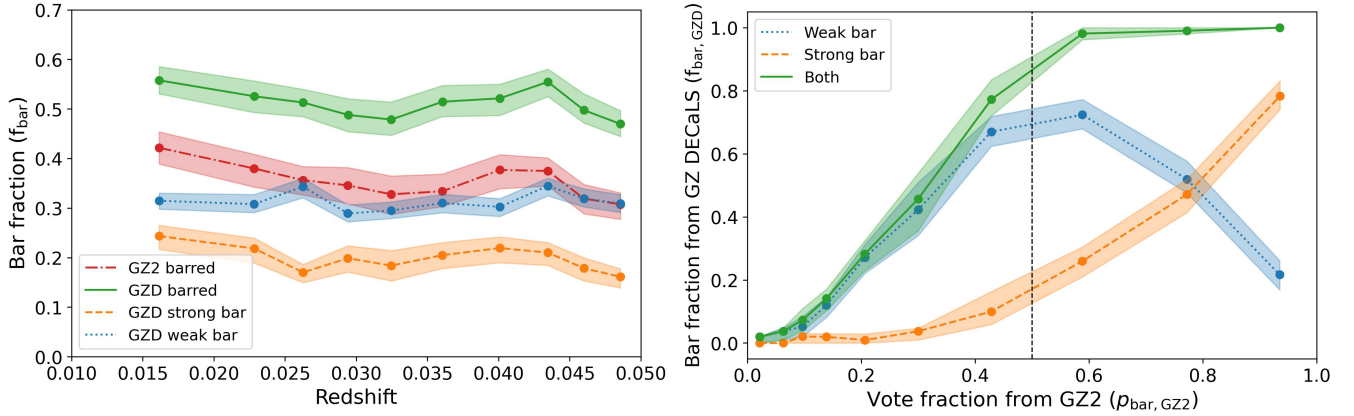 Bar fraction (f_bar)
0.7
0.6
0.5
0.4
0.3
0.2
0.1
0.0
GZ2 barred
GZD barred
GZD strong bar
GZD weak bar
0.010 0.015 0.020 0.025 0.030 0.035 0.040 0.045 0.050
Redshift
Bar fraction from GZ DECaLS (f_bar, GZD)
1.0
0.8
0.6
0.4
0.2
0.0
Weak bar
Strong bar
Both
0.0 0.2 0.4 0.6 0.8 1.0
Vote fraction from GZ2 (p_bar, GZ2)